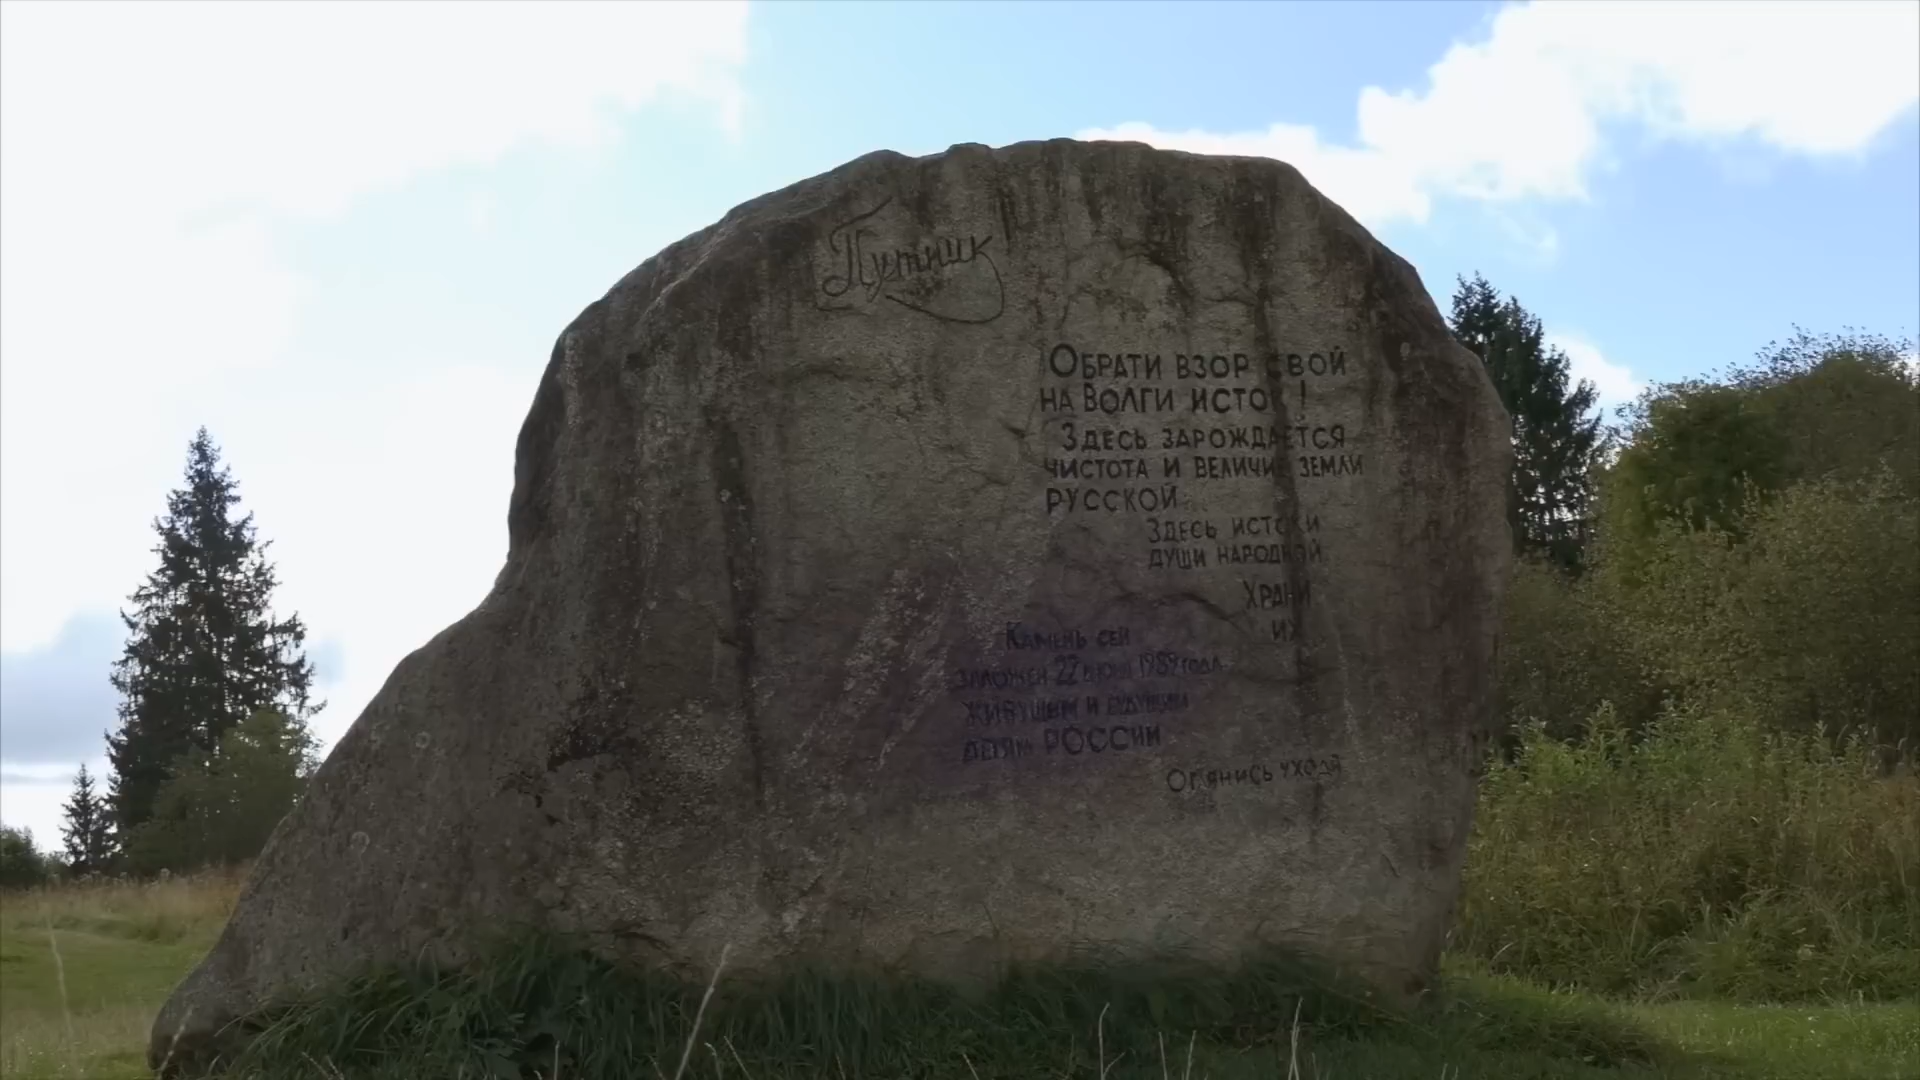 Путник!
Обрати взор свой
на Волги исток!
Здесь зарождается
чистота и величие земли
русской.
Здесь истоки
души народной.
Храни
их
Камень сей
заложен 22 июня 1989 года
живущим и будущим
детям России
Оглянись уходя